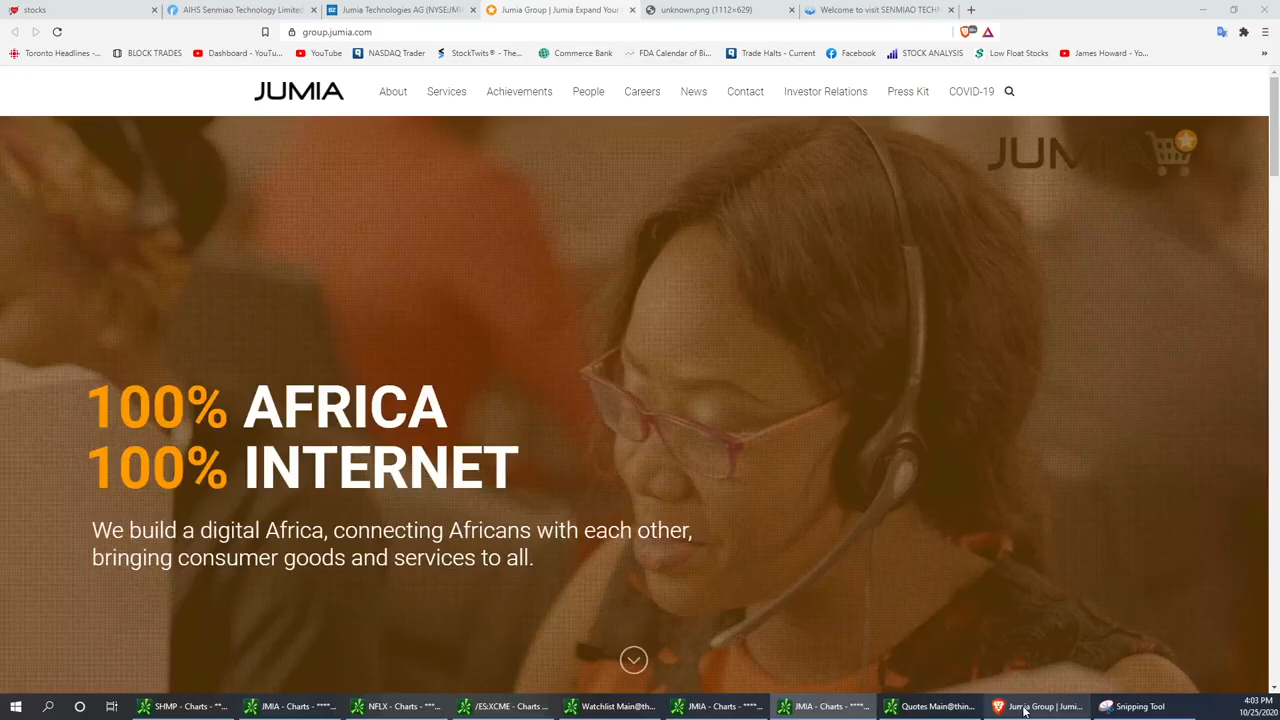 stocks
AIHS Senmiao Technology Limited
Jumia Technologies AG (NYSE:JMIA
Jumia Group | Jumia Expand Your
unknown.png (1112×629)
Welcome to visit SENMIAO TECHN
group.jumia.com
Toronto Headlines -...
BLOCK TRADES
Dashboard - YouTu...
YouTube
NASDAQ Trader
StockTwits® - The...
Commerce Bank
FDA Calendar of Bi...
Trade Halts - Current
Facebook
STOCK ANALYSIS
Low Float Stocks
James Howard - Yo...
JUMIA
About
Services
Achievements
People
Careers
News
Contact
Investor Relations
Press Kit
COVID-19
JUMIA
100% AFRICA
100% INTERNET
We build a digital Africa, connecting Africans with each other,
bringing consumer goods and services to all.
SHMP - Charts - **...
JMIA - Charts - ****...
NFLX - Charts - ***...
/ES:XCME - Charts ...
Watchlist Main@th...
JMIA - Charts - ****...
JMIA - Charts - ****...
Quotes Main@thin...
Jumia Group | Jumi...
Snipping Tool
4:03 PM
10/25/2020